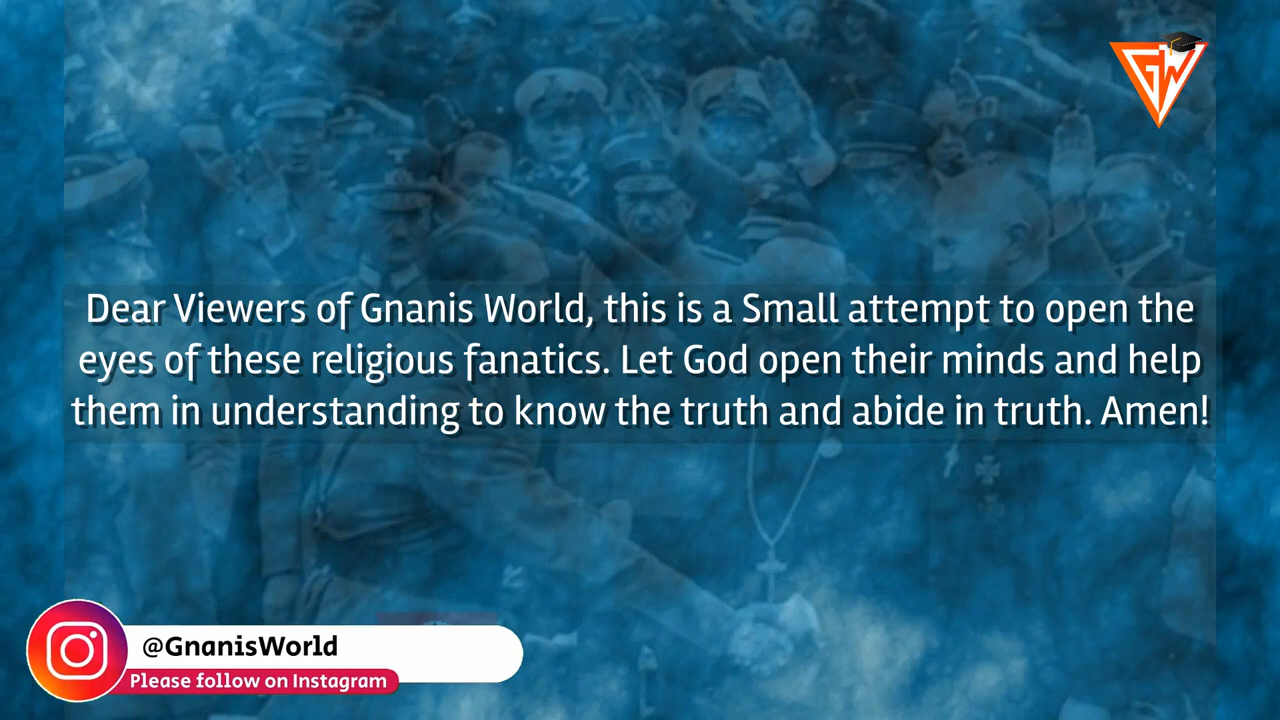 GW
Dear Viewers of Gnanis World, this is a Small attempt to open the
eyes of these religious fanatics. Let God open their minds and help
them in understanding to know the truth and abide in truth. Amen!
@GnanisWorld
Please follow on Instagram